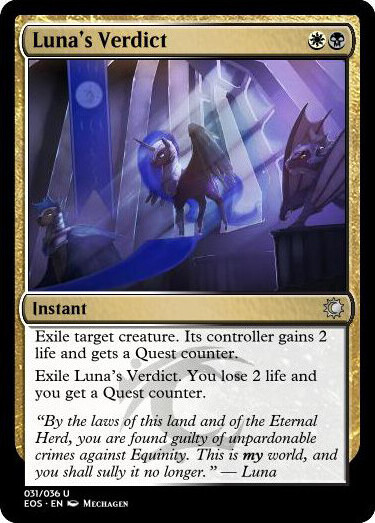 Luna's Verdict
Instant
Exile target creature. Its controller gains 2
life and gets a Quest counter.
Exile Luna's Verdict. You lose 2 life and
you get a Quest counter.
"By the laws of this land and of the Eternal
Herd, you are found guilty of unpardonable
crimes against Equinity. This is my world, and
you shall sully it no longer." — Luna
031/036 U
EOS • EN Mechagen